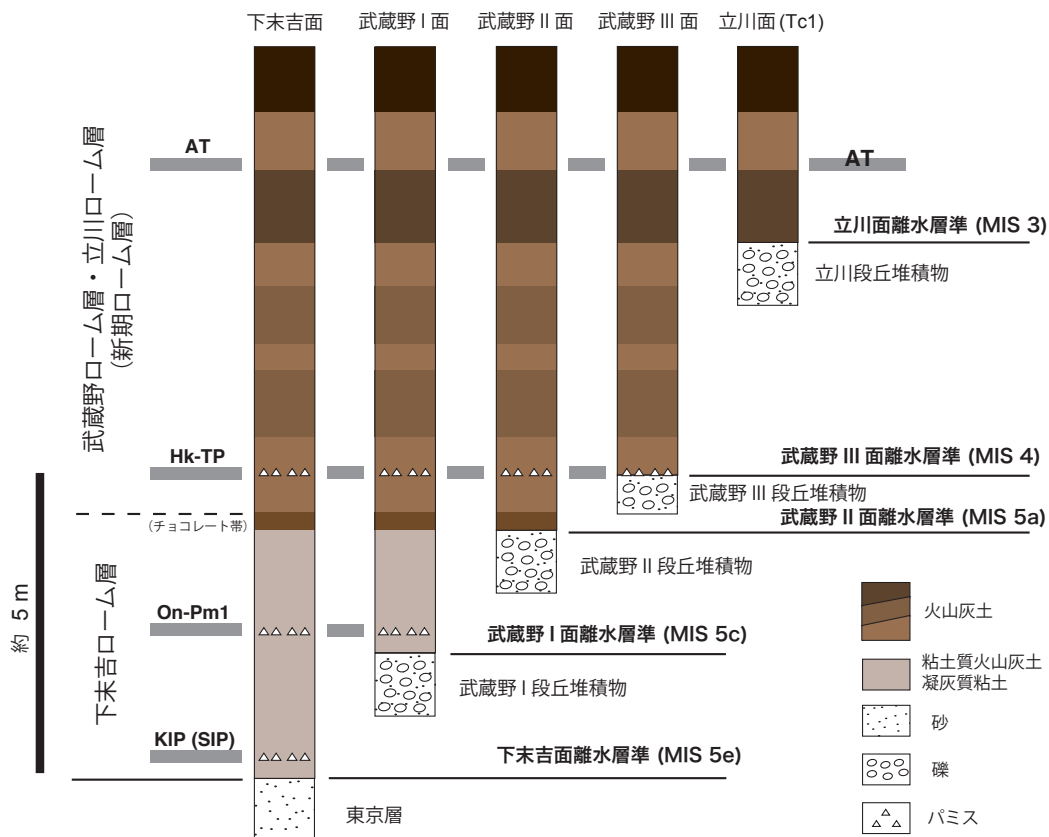 下末吉面
武蔵野 I 面
武蔵野 II 面
武蔵野 III 面
立川面 (Tc1)
武蔵野ローム層・立川ローム層
(新期ローム層)
AT
AT
立川面離水層準 (MIS 3)
立川段丘堆積物
Hk-TP
武蔵野 III 面離水層準 (MIS 4)
武蔵野 III 段丘堆積物
(チョコレート帯)
武蔵野 II 面離水層準 (MIS 5a)
武蔵野 II 段丘堆積物
約 5 m
下末吉ローム層
On-Pm1
武蔵野 I 面離水層準 (MIS 5c)
武蔵野 I 段丘堆積物
KIP (SIP)
下末吉面離水層準 (MIS 5e)
東京層
火山灰土
粘土質火山灰土
凝灰質粘土
砂
礫
パミス